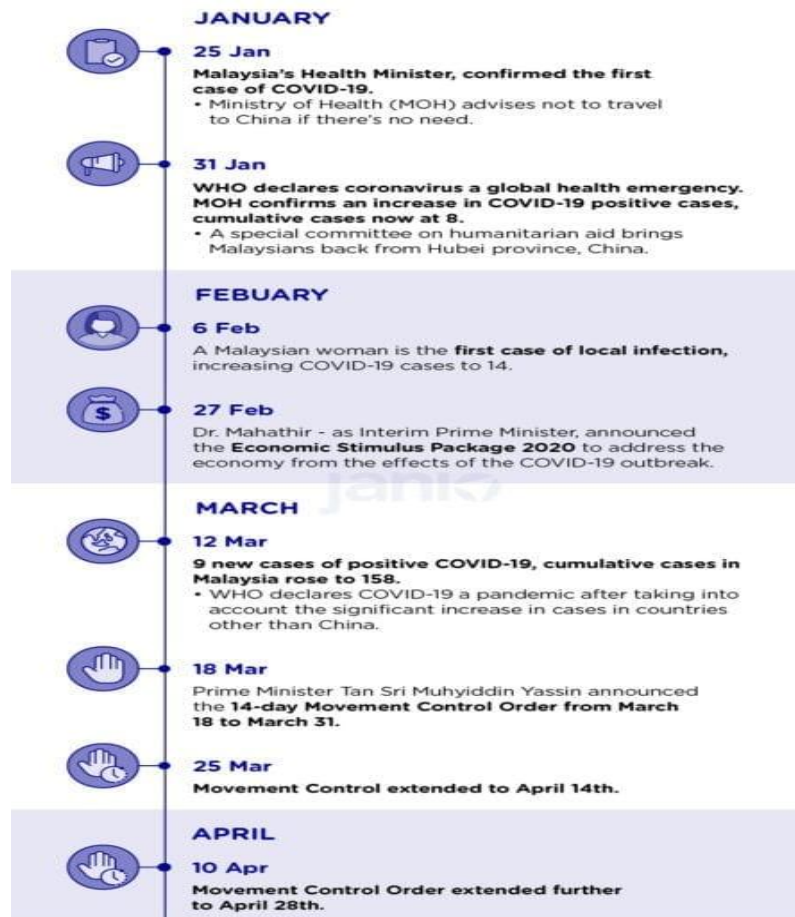 JANUARY
25 Jan
Malaysia's Health Minister, confirmed the first
case of COVID-19.
• Ministry of Health (MOH) advises not to travel
to China if there's no need.
31 Jan
WHO declares coronavirus a global health emergency.
MOH confirms an increase in COVID-19 positive cases,
cumulative cases now at 8.
• A special committee on humanitarian aid brings
Malaysians back from Hubei province, China.
FEBUARY
6 Feb
A Malaysian woman is the first case of local infection,
increasing COVID-19 cases to 14.
$
27 Feb
Dr. Mahathir - as Interim Prime Minister, announced
the Economic Stimulus Package 2020 to address the
economy from the effects of the COVID-19 outbreak.
janio
MARCH
12 Mar
9 new cases of positive COVID-19, cumulative cases in
Malaysia rose to 158.
• WHO declares COVID-19 a pandemic after taking into
account the significant increase in cases in countries
other than China.
18 Mar
Prime Minister Tan Sri Muhyiddin Yassin announced
the 14-day Movement Control Order from March
18 to March 31.
25 Mar
Movement Control extended to April 14th.
APRIL
10 Apr
Movement Control Order extended further
to April 28th.